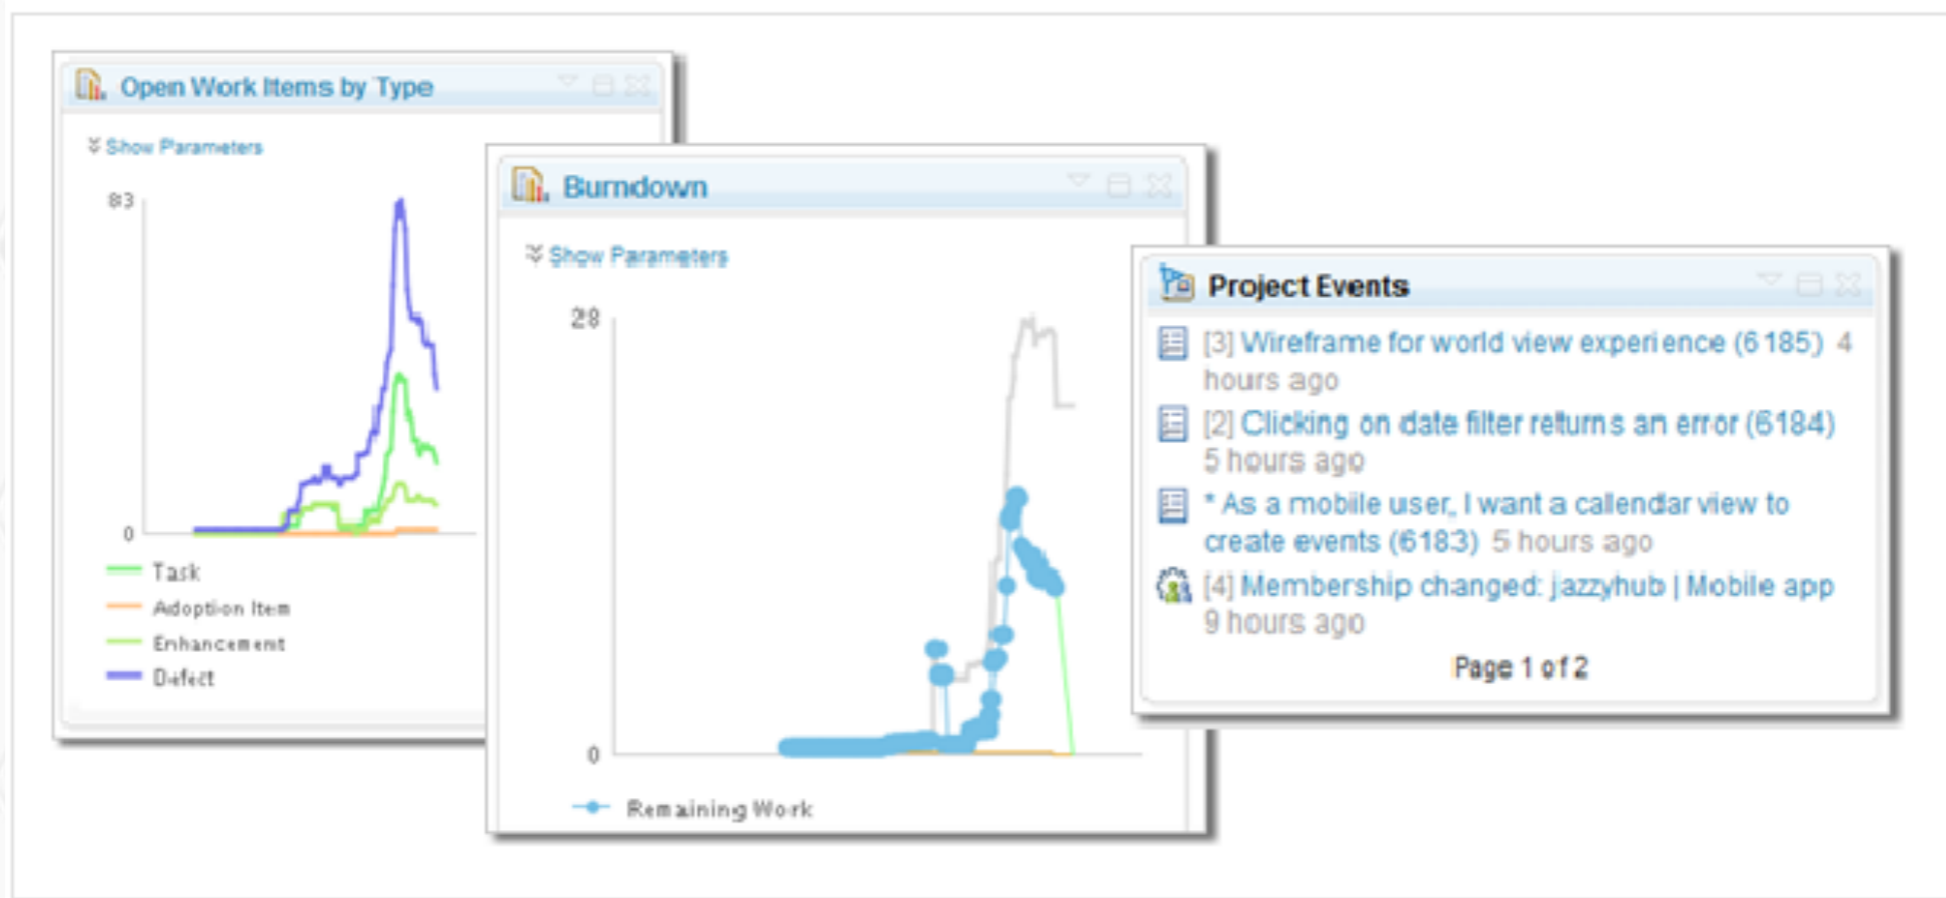 Open Work Items by Type
Show Parameters
83
0
Task
Adoption Item
Enhancement
Defect
Burndown
Show Parameters
28
0
Remaining Work
Project Events
[3] Wireframe for world view experience (6185) 4
hours ago
[2] Clicking on date filter returns an error (6184)
5 hours ago
* As a mobile user, I want a callendar view to
create events (6183) 5 hours ago
[4] Membership changed: jazzyhub | Mobile app
9 hours ago
Page 1 of 2